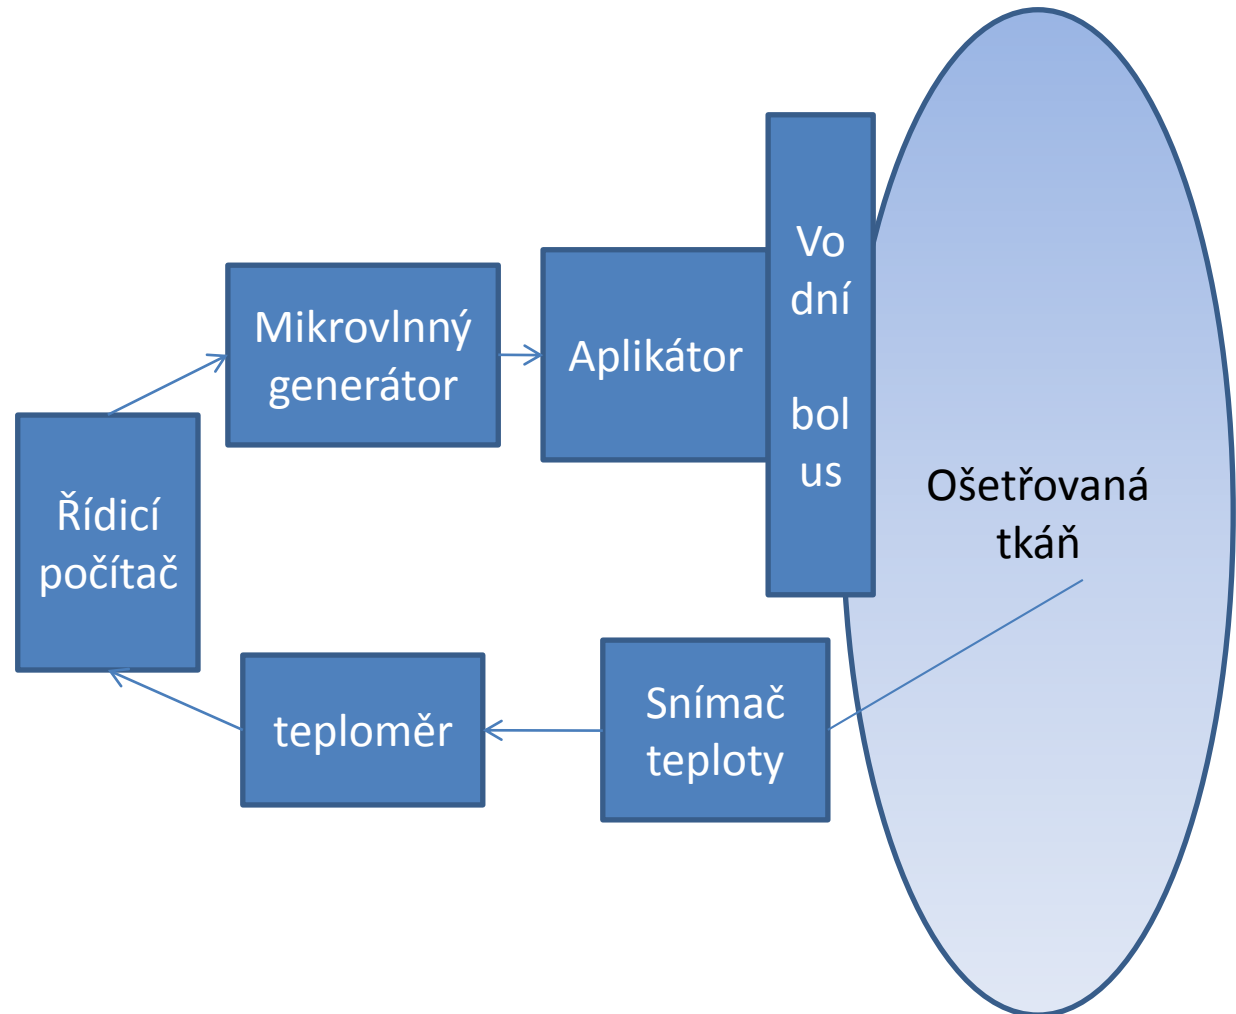 Vo
dní
bol
us
Mikrovlnný
generátor
Aplikátor
Ošetřovaná
tkáň
Řídicí
počítač
teploměr
Snímač
teploty